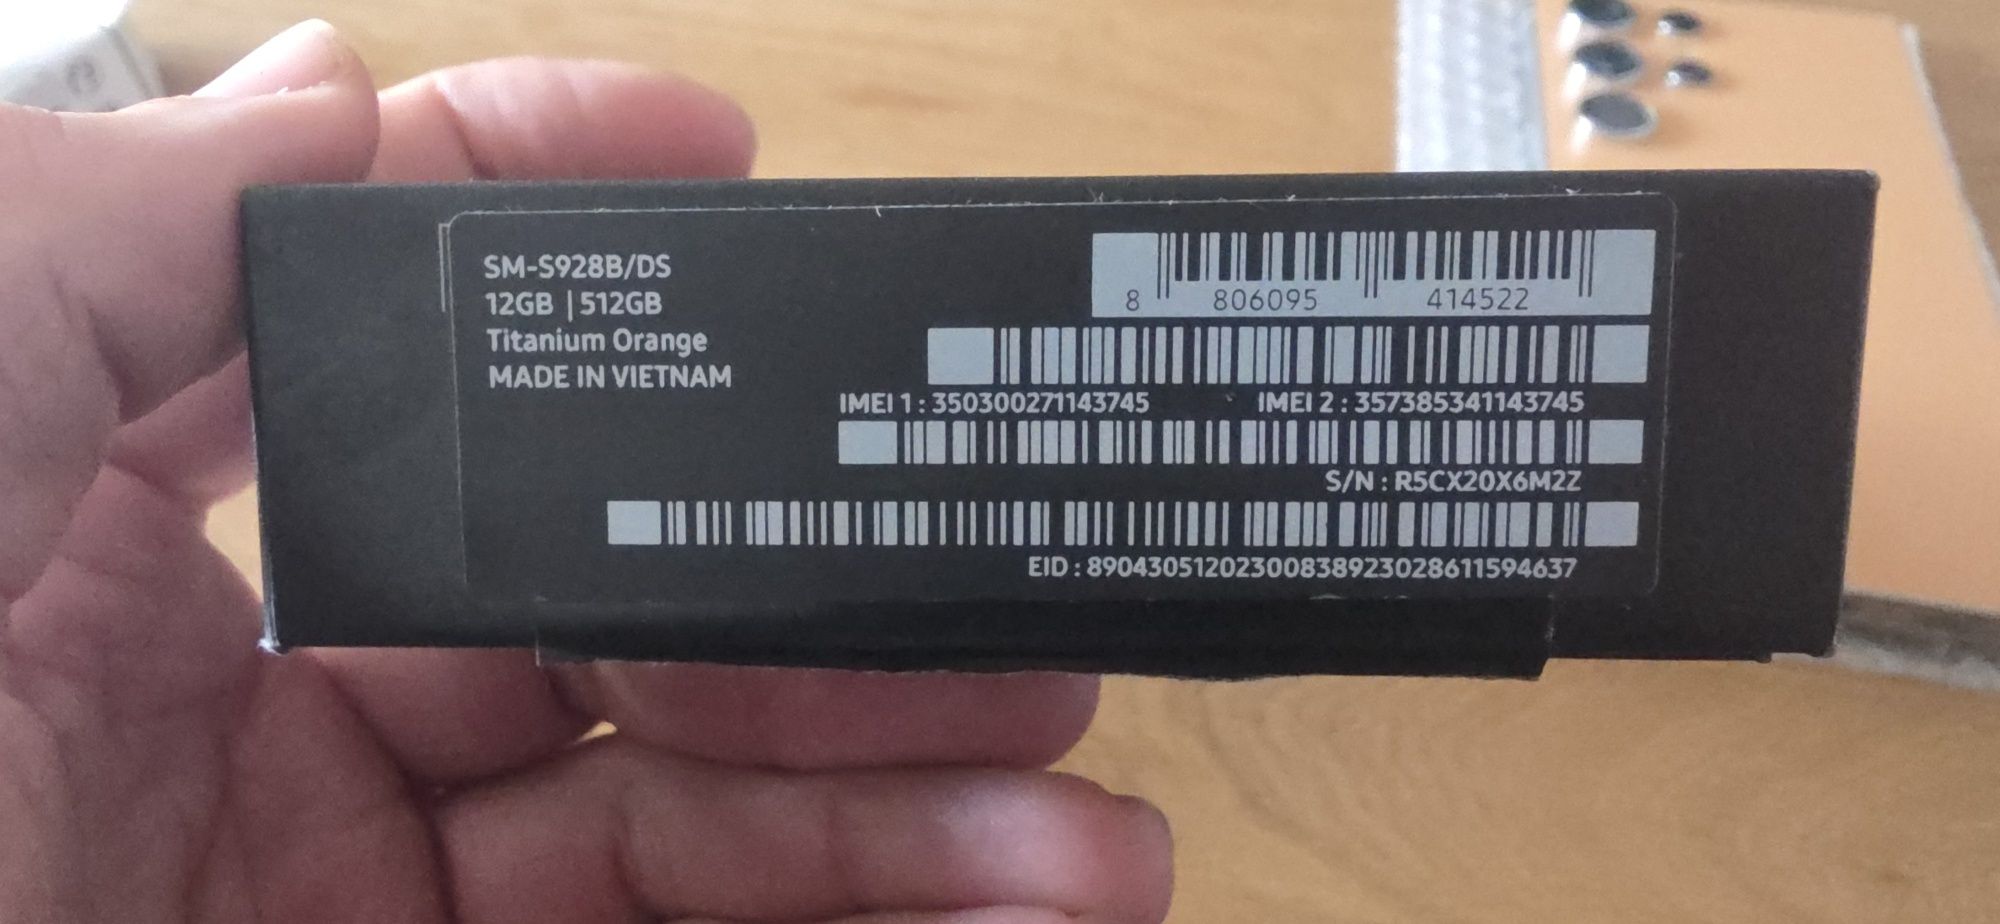 SM-S928B/DS
12GB | 512GB
Titanium Orange
MADE IN VIETNAM
8 806095 414522
IMEI 1 : 350300271143745 IMEI 2 : 357385341143745
S/N : R5CX20X6M2Z
EID : 89043051202300838923028611594637